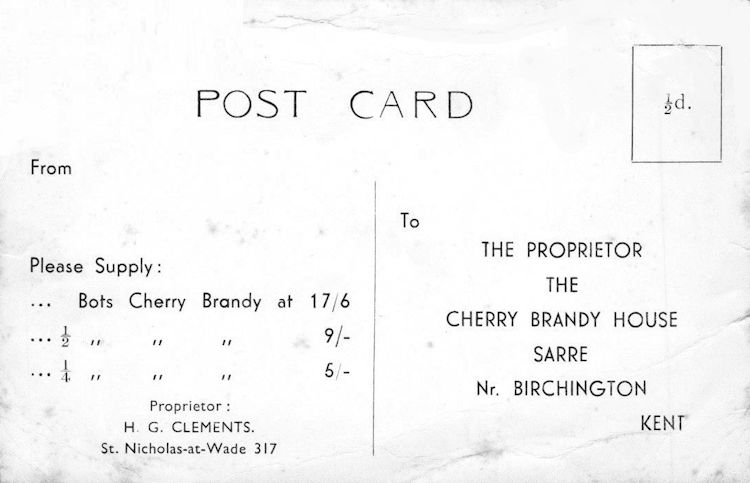 POST CARD
½d.
From
Please Supply:
... Bots Cherry Brandy at 17/6
... ½ ,, ,, ,, 9/-
... ¼ ,, ,, ,, 5/-
Proprietor:
H. G. CLEMENTS.
St. Nicholas-at-Wade 317
To
THE PROPRIETOR
THE
CHERRY BRANDY HOUSE
SARRE
Nr. BIRCHINGTON
KENT